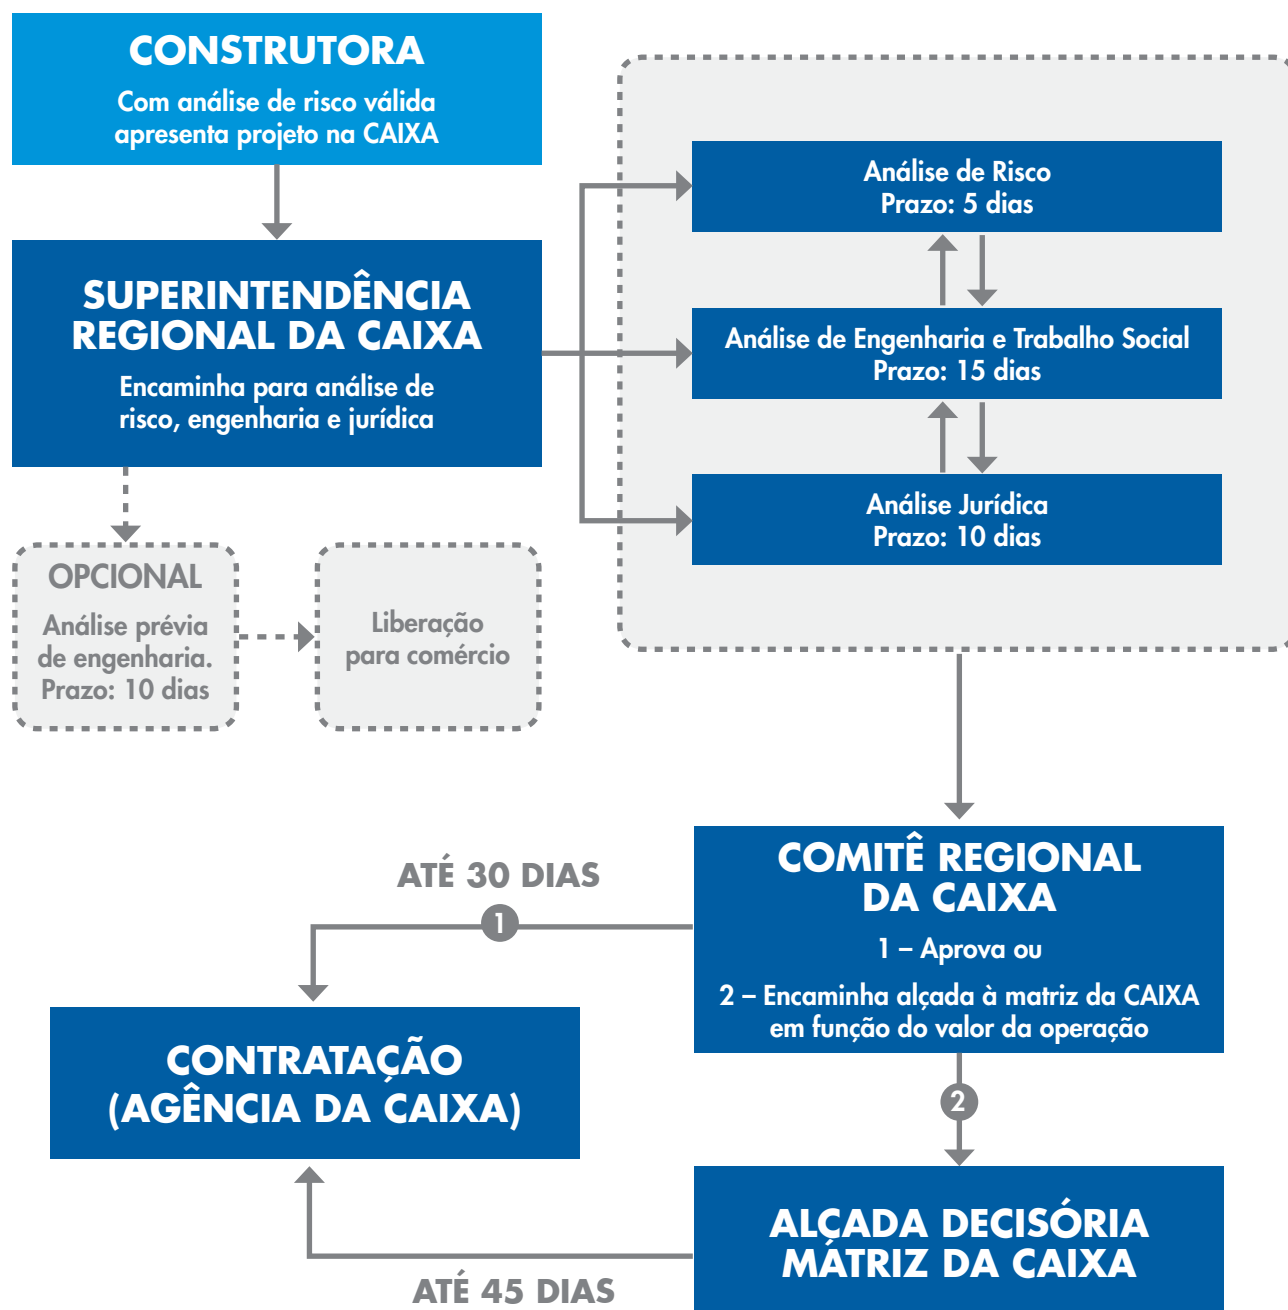 CONSTRUTORA
Com análise de risco válida
apresenta projeto na CAIXA
SUPERINTENDÊNCIA
REGIONAL DA CAIXA
Encaminha para análise de
risco, engenharia e jurídica
OPCIONAL
Análise prévia
de engenharia.
Prazo: 10 dias
Liberação
para comércio
Análise de Risco
Prazo: 5 dias
Análise de Engenharia e Trabalho Social
Prazo: 15 dias
Análise Jurídica
Prazo: 10 dias
COMITÊ REGIONAL
DA CAIXA
1 – Aprova ou
2 – Encaminha alçada à matriz da CAIXA
em função do valor da operação
ATÉ 30 DIAS
1
CONTRATAÇÃO
(AGÊNCIA DA CAIXA)
2
ALÇADA DECISÓRIA
MATRIZ DA CAIXA
ATÉ 45 DIAS